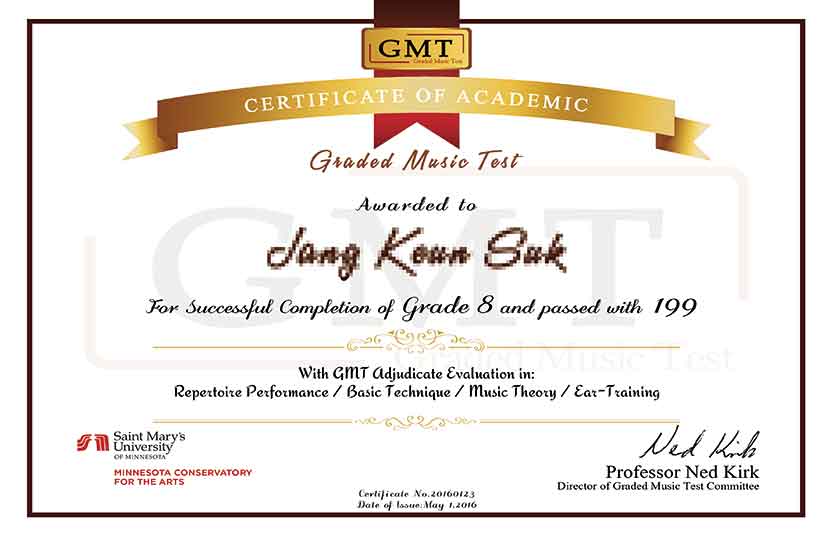 GMT
Graded Music Test
CERTIFICATE OF ACADEMIC
Graded Music Test
Awarded to
Jang Keun Suk
For Successful Completion of Grade 8 and passed with 199
GMT
Graded Music Test
With GMT Adjudicate Evaluation in:
Repertoire Performance / Basic Technique / Music Theory / Ear-Training
Saint Mary's
University
OF MINNESOTA
MINNESOTA CONSERVATORY
FOR THE ARTS
Ned Kirk
Professor Ned Kirk
Director of Graded Music Test Committee
Certificate No.20160123
Date of Issue:May 1,2016